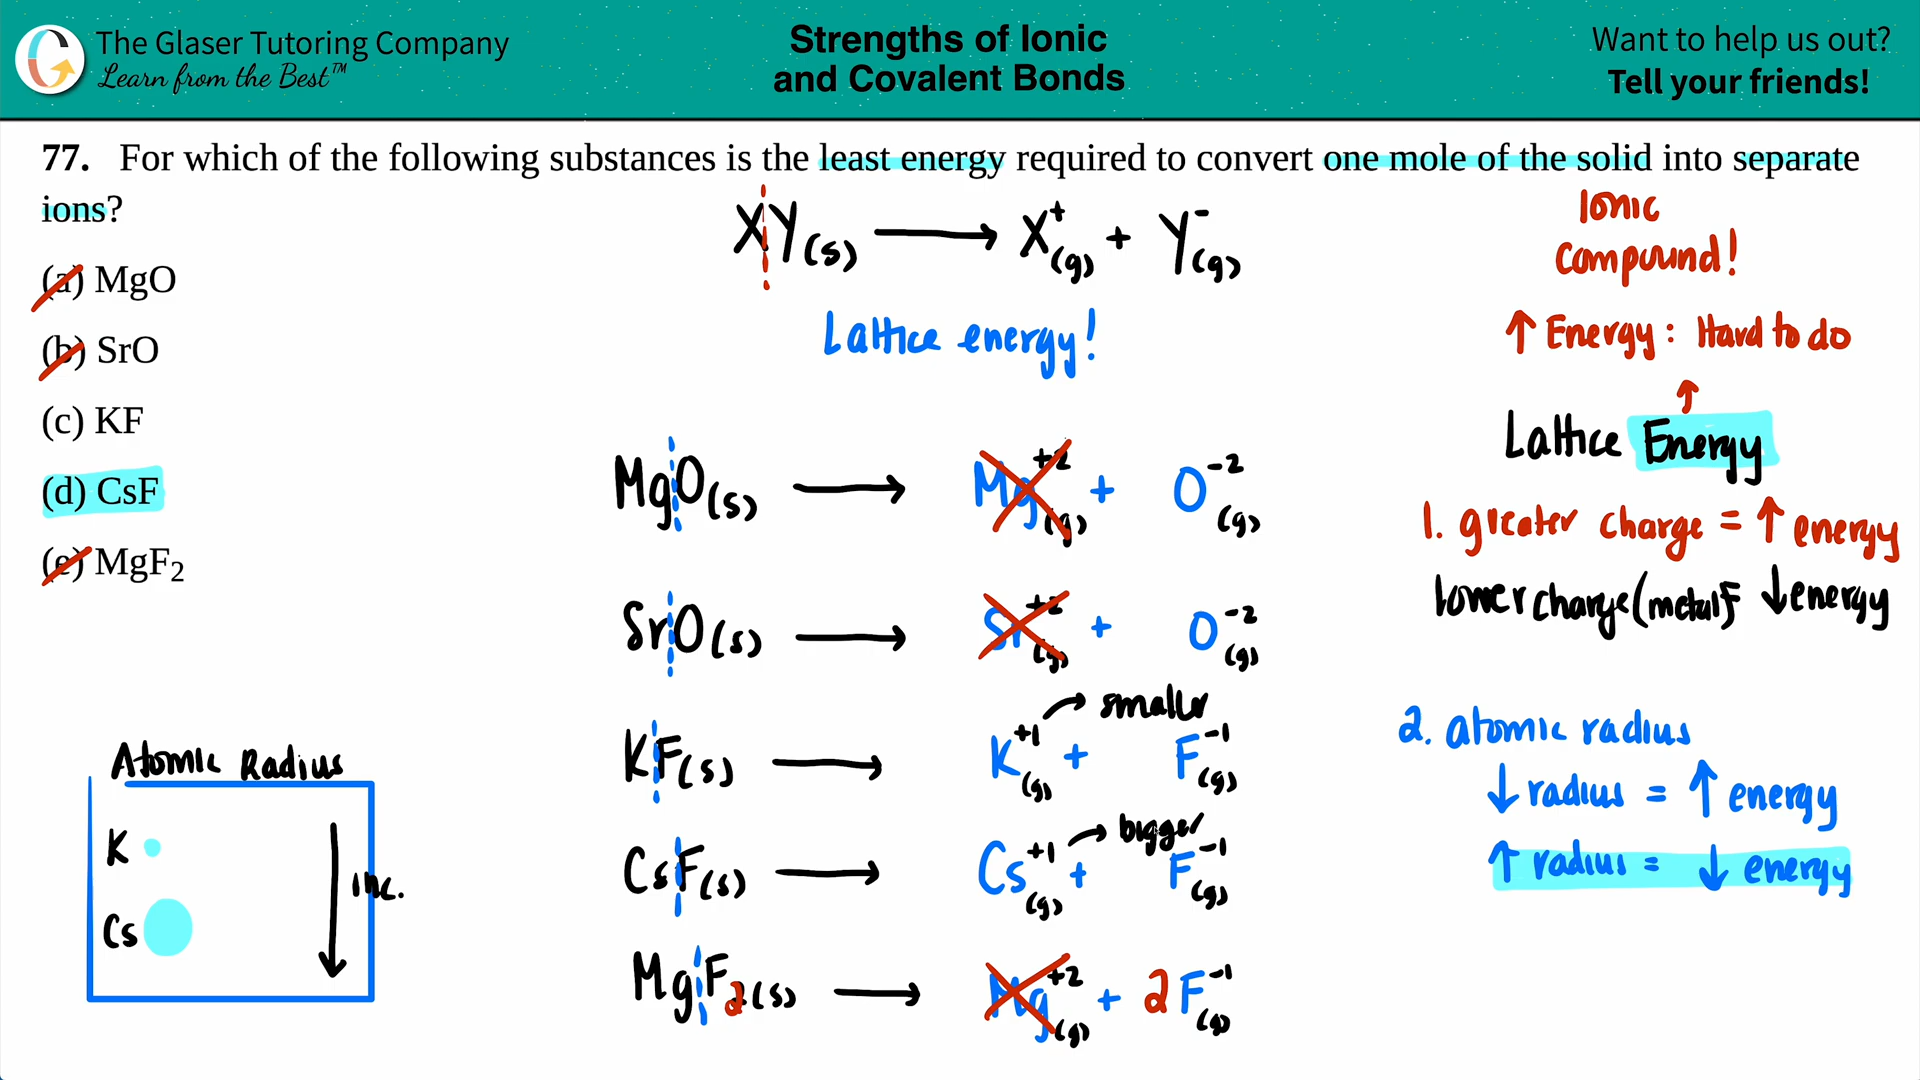 The Glaser Tutoring Company
Learn from the Best™
Strengths of Ionic
and Covalent Bonds
Want to help us out?
Tell your friends!
77. For which of the following substances is the least energy required to convert one mole of the solid into separate
ions?
(a) MgO
(b) SrO
(c) KF
(d) CsF
(e) MgF₂
XY(s) ⟶ X⁺(g) + Y⁻(g)
Lattice energy!
Ionic
compound!
↑ Energy: Hard to do
↑
Lattice Energy
1. greater charge = ↑ energy
lower charge (metal) = ↓ energy
2. atomic radius
↓ radius = ↑ energy
↑ radius = ↓ energy
MgO(s) ⟶ Mg⁺²(g) + O⁻²(g)
SrO(s) ⟶ Sr⁺²(g) + O⁻²(g)
smaller
KF(s) ⟶ K⁺¹(g) + F⁻¹(g)
bigger
CsF(s) ⟶ Cs⁺¹(g) + F⁻¹(g)
MgF₂(s) ⟶ Mg⁺²(g) + 2F⁻¹(g)
Atomic Radius
K
Cs
inc.